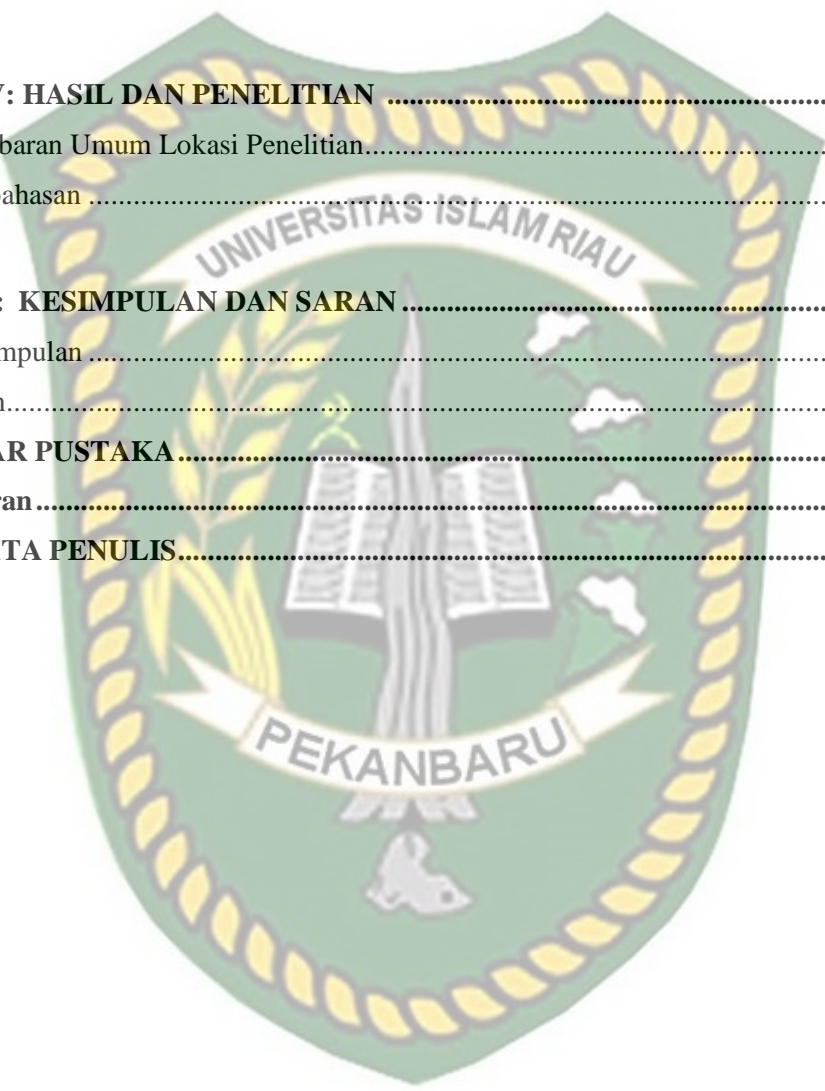 V: HASIL DAN PENELITIAN ................................................
baran Umum Lokasi Penelitian................................................
bahasan ................................................
UNIVERSITAS ISLAM RIAU
: KESIMPULAN DAN SARAN ................................................
mpulan ................................................
n................................................
AR PUSTAKA................................................
ran ................................................
TA PENULIS................................................
PEKANBARU